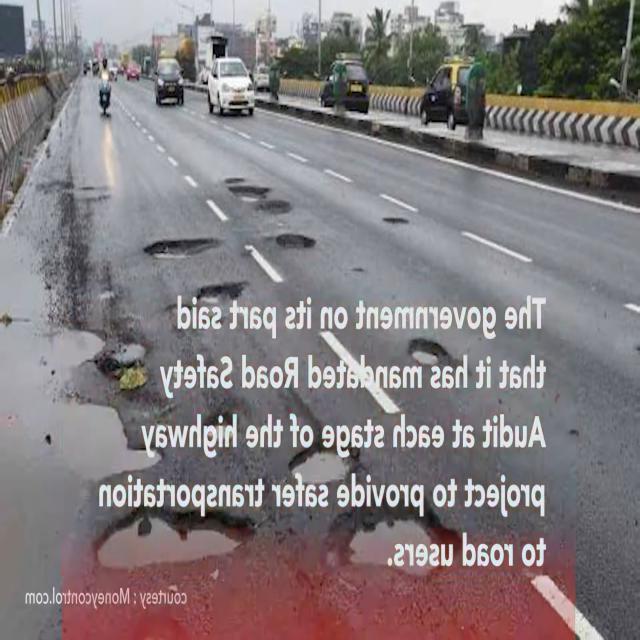 The government on its part said
that it has mandated Road Safety
Audit at each stage of the highway
project to provide safer transportation
to road users.
courtesy : Moneycontrol.com